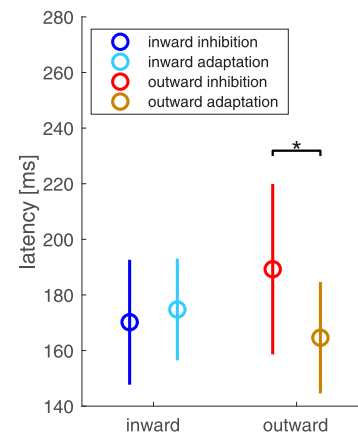 280
260
240
220
200
180
160
140
latency [ms]
inward inhibition
inward adaptation
outward inhibition
outward adaptation
*
inward
outward